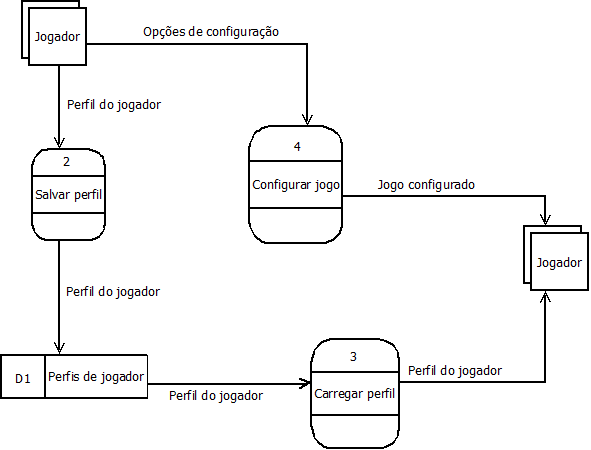 Jogador
Opções de configuração
Perfil do jogador
2
Salvar perfil
4
Configurar jogo
Jogo configurado
Jogador
Perfil do jogador
D1
Perfis de jogador
Perfil do jogador
3
Carregar perfil
Perfil do jogador